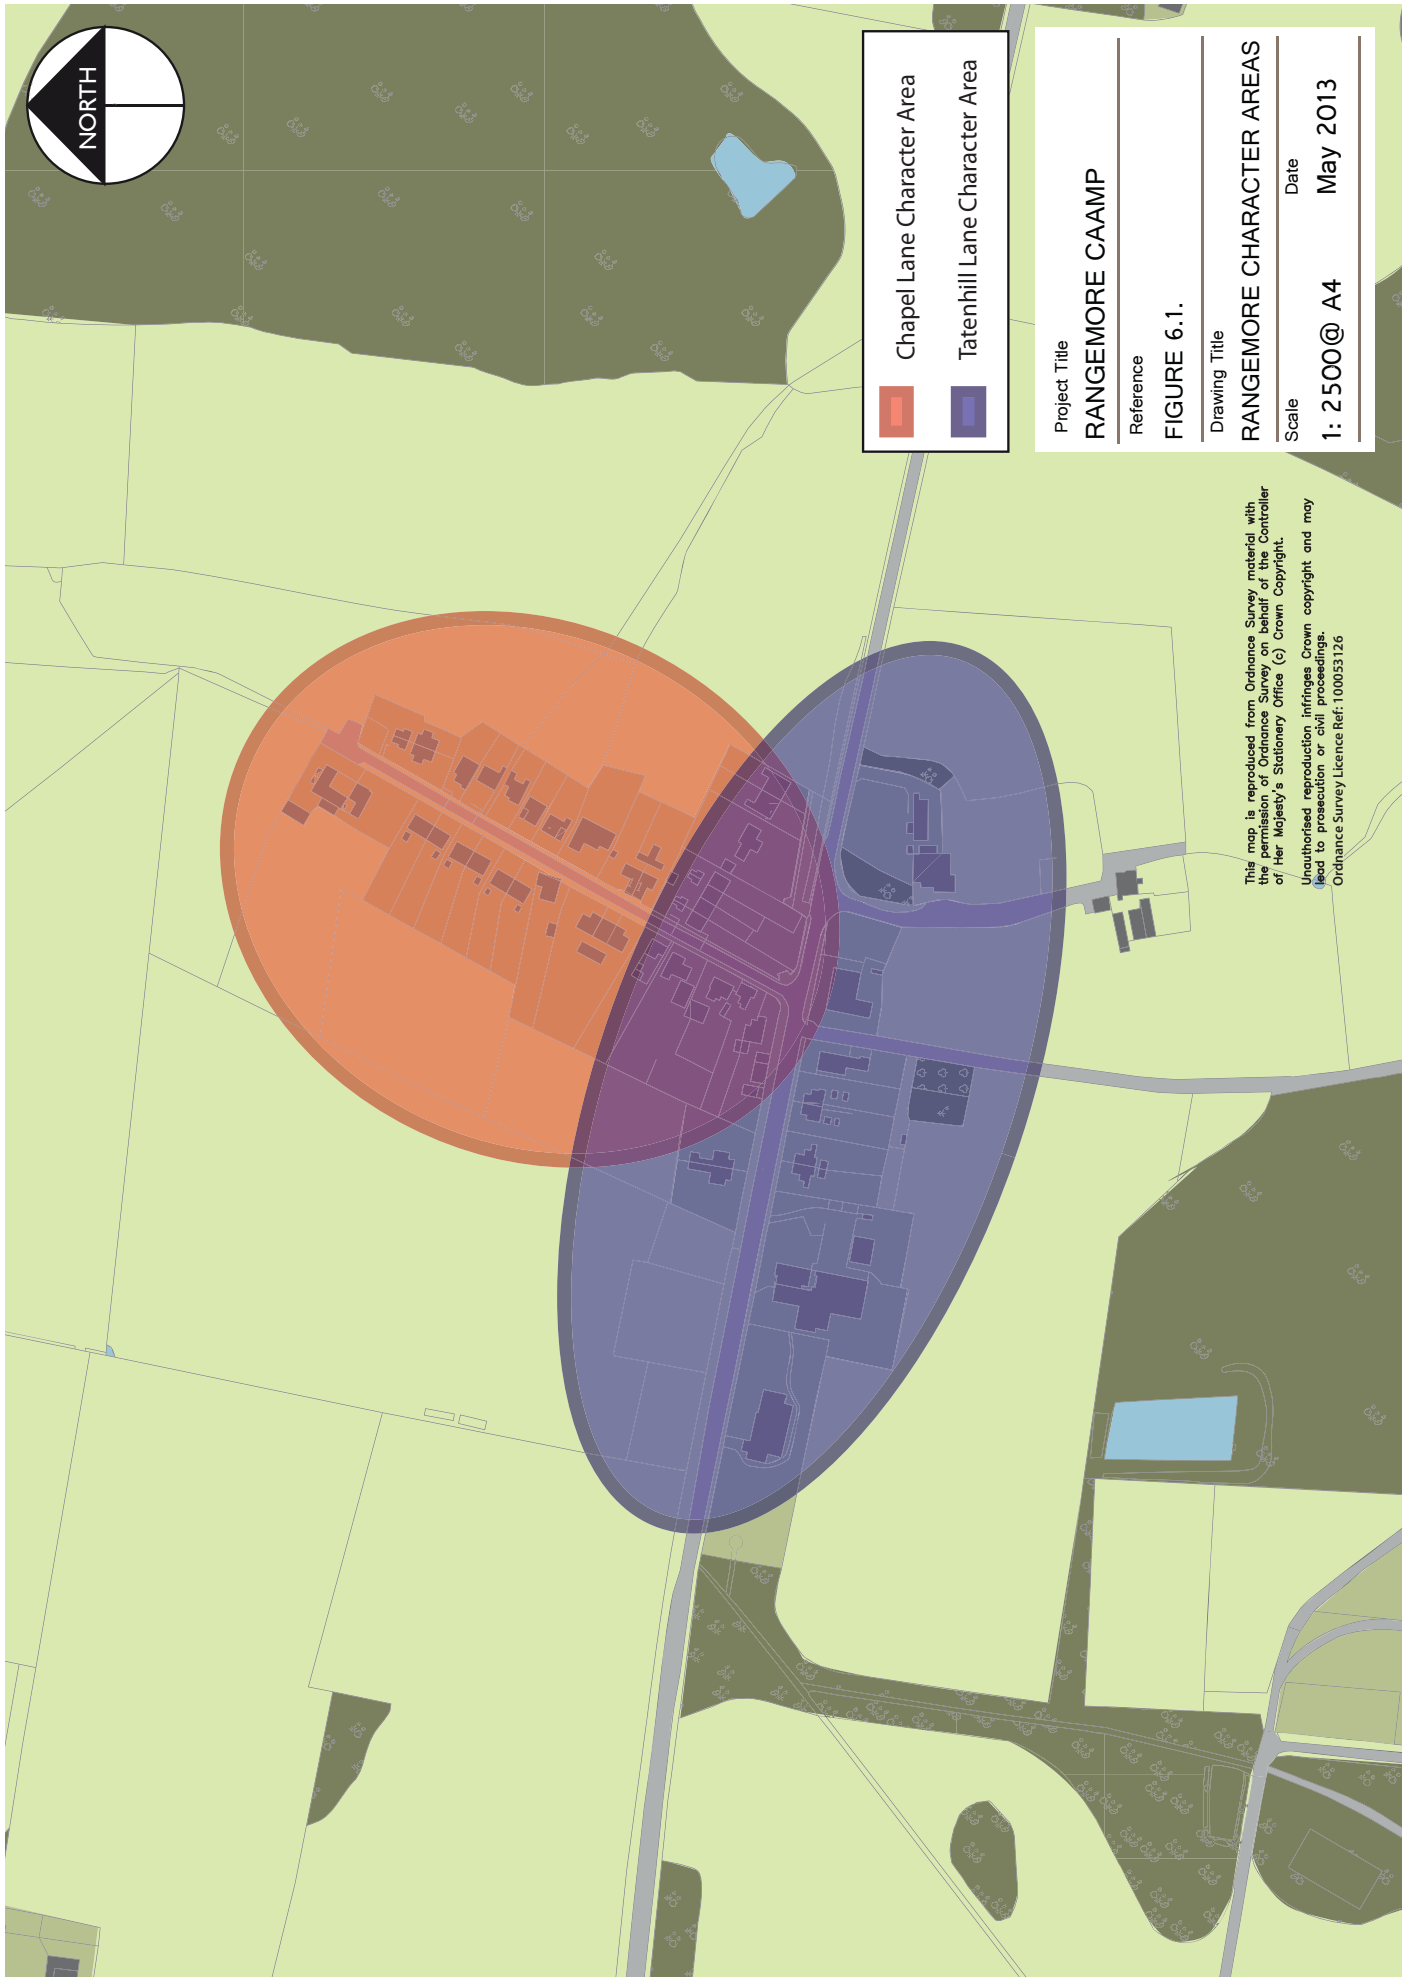 NORTH
Chapel Lane Character Area
Tatenhill Lane Character Area
Project Title
RANGEMORE CAAMP
Reference
FIGURE 6.1.
Drawing Title
RANGEMORE CHARACTER AREAS
Scale
Date
1: 2500@ A4
May 2013
This map is reproduced from Ordnance Survey material with
the permission of Ordnance Survey on behalf of the Controller
of Her Majesty's Stationery Office (c) Crown Copyright.
Unauthorised reproduction infringes Crown copyright and may
lead to prosecution or civil proceedings.
Ordnance Survey Licence Ref: 100053126